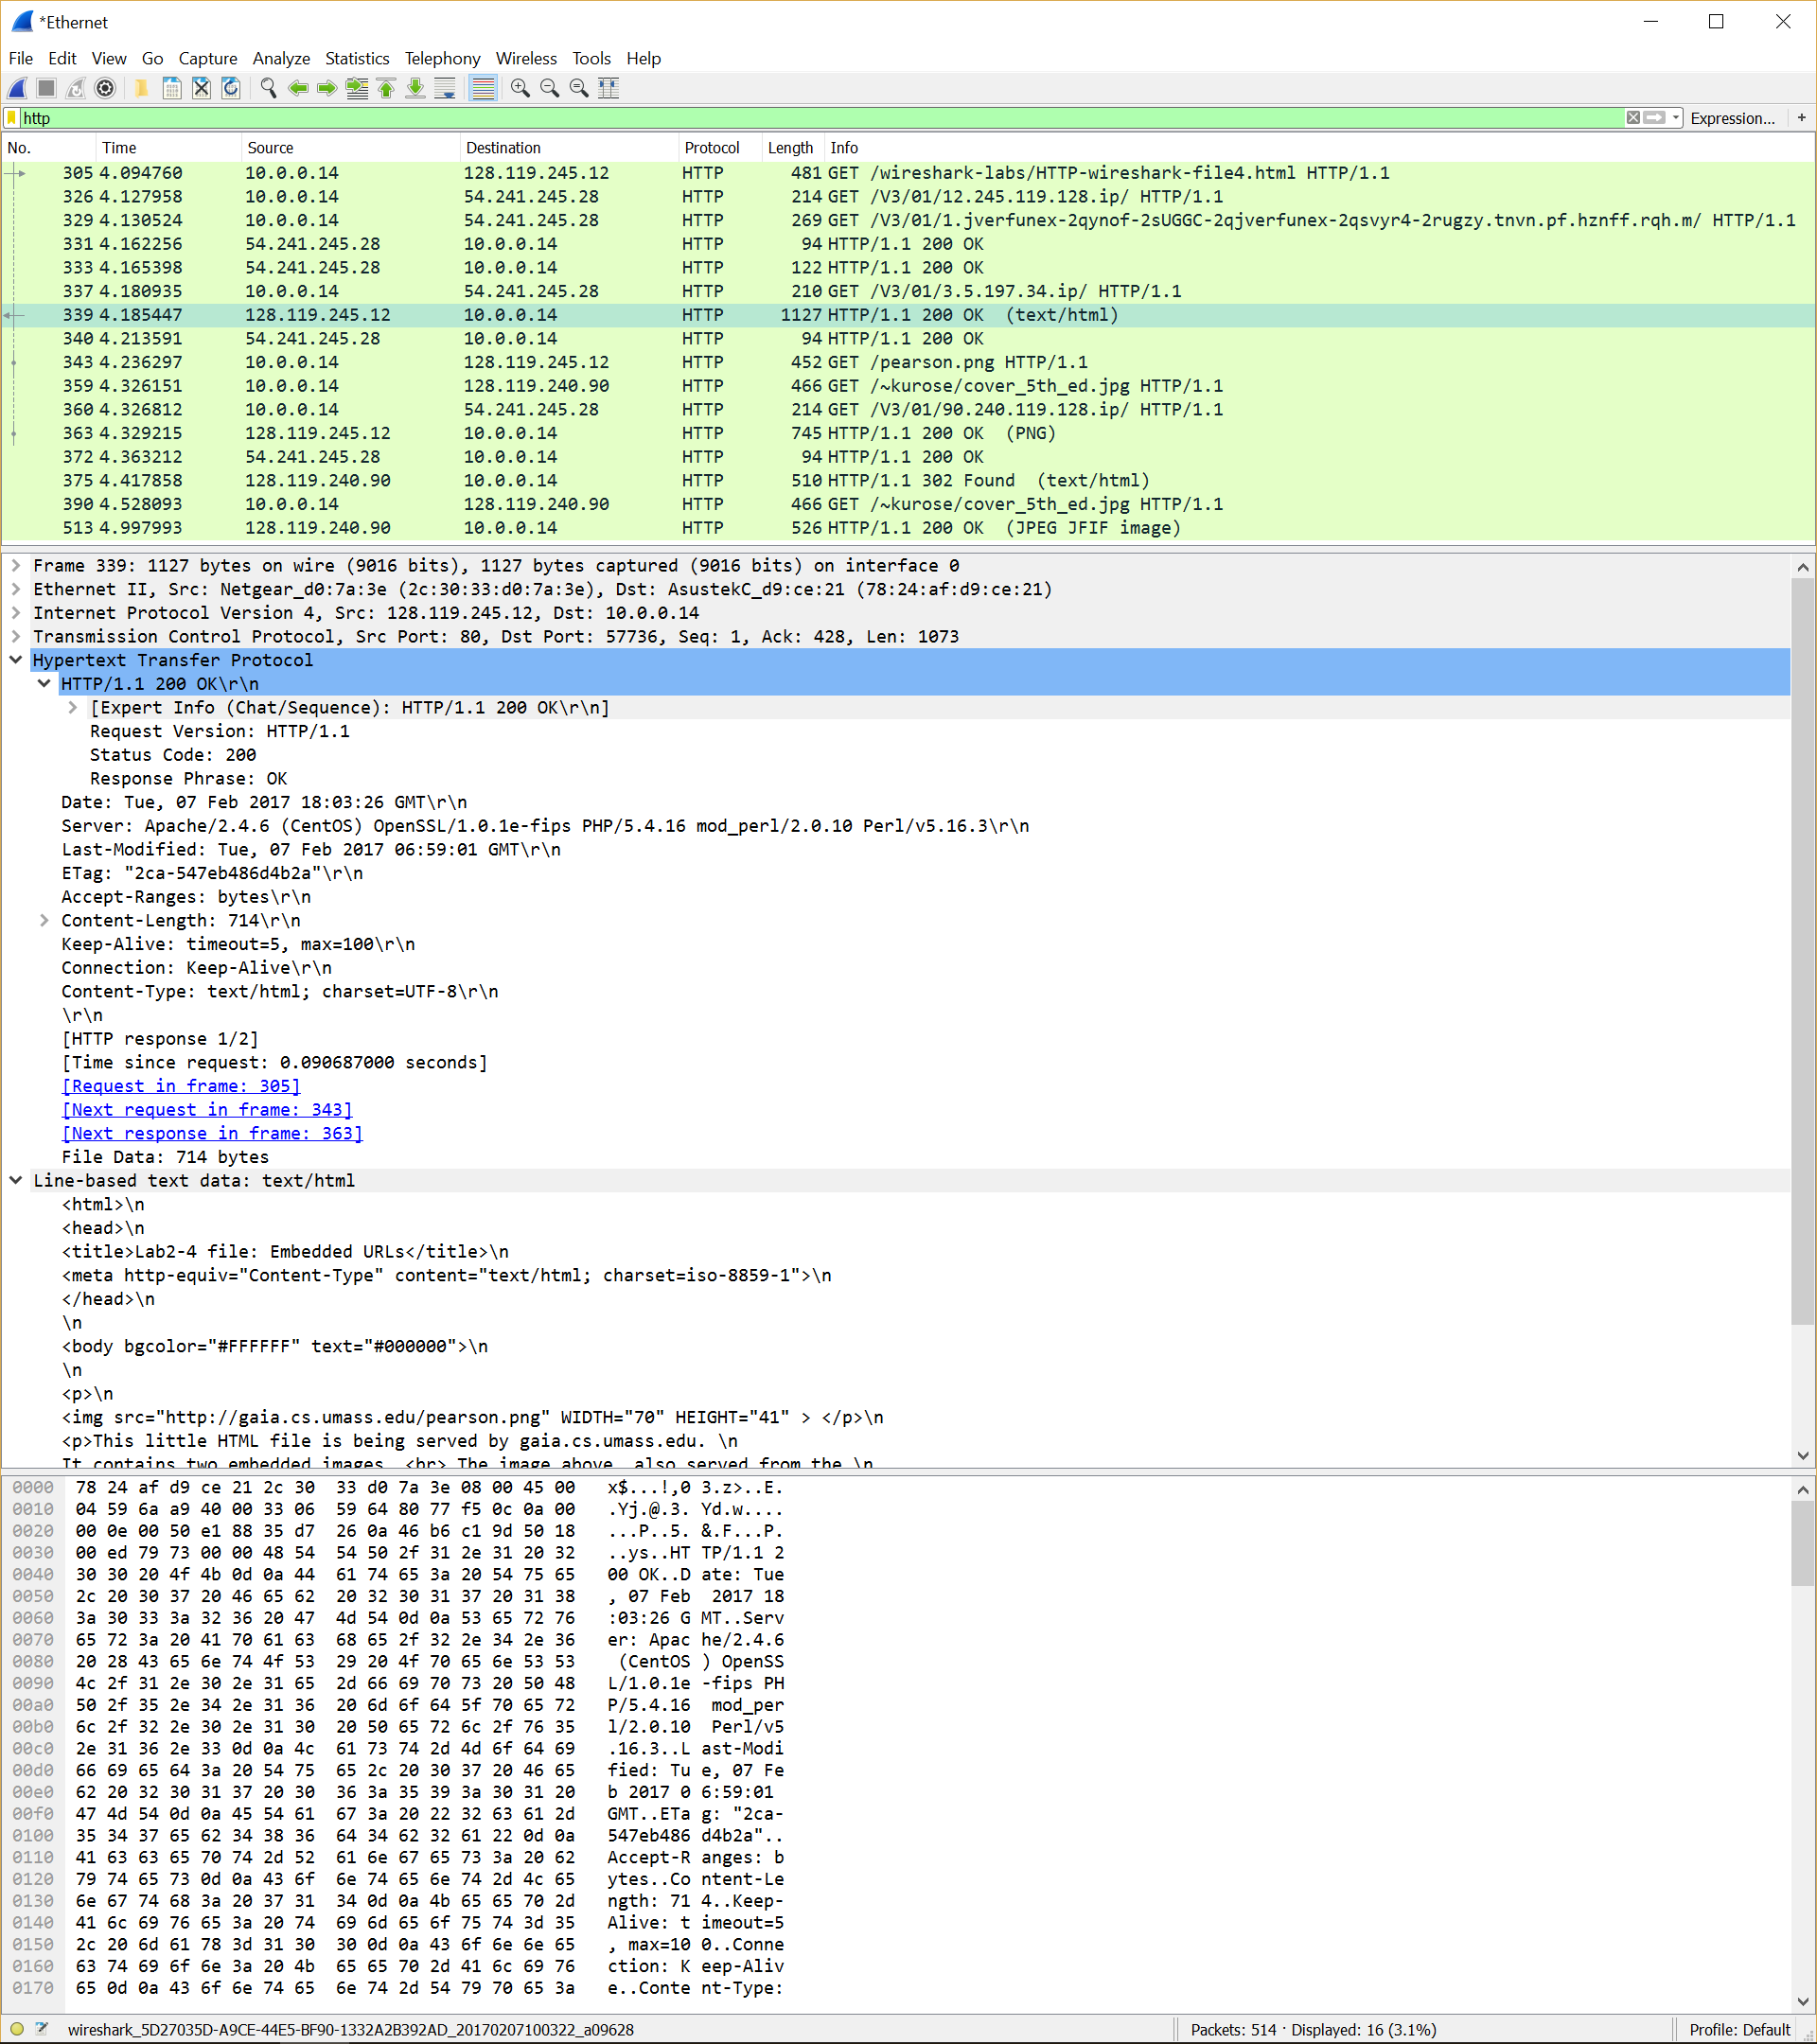 *Ethernet
File Edit View Go Capture Analyze Statistics Telephony Wireless Tools Help
http Expression... +
No. Time Source Destination Protocol Length Info
305 4.094760 10.0.0.14 128.119.245.12 HTTP 481 GET /wireshark-labs/HTTP-wireshark-file4.html HTTP/1.1
326 4.127958 10.0.0.14 54.241.245.28 HTTP 214 GET /V3/01/12.245.119.128.ip/ HTTP/1.1
329 4.130524 10.0.0.14 54.241.245.28 HTTP 269 GET /V3/01/1.jverfunex-2qynof-2sUGGC-2qjverfunex-2qsvyr4-2rugzy.tnvn.pf.hznff.rqh.m/ HTTP/1.1
331 4.162256 54.241.245.28 10.0.0.14 HTTP 94 HTTP/1.1 200 OK
333 4.165398 54.241.245.28 10.0.0.14 HTTP 122 HTTP/1.1 200 OK
337 4.180935 10.0.0.14 54.241.245.28 HTTP 210 GET /V3/01/3.5.197.34.ip/ HTTP/1.1
339 4.185447 128.119.245.12 10.0.0.14 HTTP 1127 HTTP/1.1 200 OK (text/html)
340 4.213591 54.241.245.28 10.0.0.14 HTTP 94 HTTP/1.1 200 OK
343 4.236297 10.0.0.14 128.119.245.12 HTTP 452 GET /pearson.png HTTP/1.1
359 4.326151 10.0.0.14 128.119.240.90 HTTP 466 GET /~kurose/cover_5th_ed.jpg HTTP/1.1
360 4.326812 10.0.0.14 54.241.245.28 HTTP 214 GET /V3/01/90.240.119.128.ip/ HTTP/1.1
363 4.329215 128.119.245.12 10.0.0.14 HTTP 745 HTTP/1.1 200 OK (PNG)
372 4.363212 54.241.245.28 10.0.0.14 HTTP 94 HTTP/1.1 200 OK
375 4.417858 128.119.240.90 10.0.0.14 HTTP 510 HTTP/1.1 302 Found (text/html)
390 4.528093 10.0.0.14 128.119.240.90 HTTP 466 GET /~kurose/cover_5th_ed.jpg HTTP/1.1
513 4.997993 128.119.240.90 10.0.0.14 HTTP 526 HTTP/1.1 200 OK (JPEG JFIF image)
Frame 339: 1127 bytes on wire (9016 bits), 1127 bytes captured (9016 bits) on interface 0
Ethernet II, Src: Netgear_d0:7a:3e (2c:30:33:d0:7a:3e), Dst: AsustekC_d9:ce:21 (78:24:af:d9:ce:21)
Internet Protocol Version 4, Src: 128.119.245.12, Dst: 10.0.0.14
Transmission Control Protocol, Src Port: 80, Dst Port: 57736, Seq: 1, Ack: 428, Len: 1073
Hypertext Transfer Protocol
HTTP/1.1 200 OK\r\n
[Expert Info (Chat/Sequence): HTTP/1.1 200 OK\r\n]
Request Version: HTTP/1.1
Status Code: 200
Response Phrase: OK
Date: Tue, 07 Feb 2017 18:03:26 GMT\r\n
Server: Apache/2.4.6 (CentOS) OpenSSL/1.0.1e-fips PHP/5.4.16 mod_perl/2.0.10 Perl/v5.16.3\r\n
Last-Modified: Tue, 07 Feb 2017 06:59:01 GMT\r\n
ETag: "2ca-547eb486d4b2a"\r\n
Accept-Ranges: bytes\r\n
Content-Length: 714\r\n
Keep-Alive: timeout=5, max=100\r\n
Connection: Keep-Alive\r\n
Content-Type: text/html; charset=UTF-8\r\n
\r\n
[HTTP response 1/2]
[Time since request: 0.090687000 seconds]
[Request in frame: 305]
[Next request in frame: 343]
[Next response in frame: 363]
File Data: 714 bytes
Line-based text data: text/html
<html>\n
<head>\n
<title>Lab2-4 file: Embedded URLs</title>\n
<meta http-equiv="Content-Type" content="text/html; charset=iso-8859-1">\n
</head>\n
\n
<body bgcolor="#FFFFFF" text="#000000">\n
\n
<p>\n
<img src="http://gaia.cs.umass.edu/pearson.png" WIDTH="70" HEIGHT="41" > </p>\n
<p>This little HTML file is being served by gaia.cs.umass.edu. \n
It contains two embedded images. <br> The image above, also served from the \n
0000 78 24 af d9 ce 21 2c 30 33 d0 7a 3e 08 00 45 00 x$...!,0 3.z>..E.
0010 04 59 6a a9 40 00 33 06 59 64 80 77 f5 0c 0a 00 .Yj.@.3. Yd.w....
0020 00 0e 00 50 e1 88 35 d7 26 0a 46 b6 c1 9d 50 18 ...P..5. &.F...P.
0030 00 ed 79 73 00 00 48 54 54 50 2f 31 2e 31 20 32 ..ys..HT TP/1.1 2
0040 30 30 20 4f 4b 0d 0a 44 61 74 65 3a 20 54 75 65 00 OK..D ate: Tue
0050 2c 20 30 37 20 46 65 62 20 32 30 31 37 20 31 38 , 07 Feb 2017 18
0060 3a 30 33 3a 32 36 20 47 4d 54 0d 0a 53 65 72 76 :03:26 G MT..Serv
0070 65 72 3a 20 41 70 61 63 68 65 2f 32 2e 34 2e 36 er: Apac he/2.4.6
0080 20 28 43 65 6e 74 4f 53 29 20 4f 70 65 6e 53 53 (CentOS ) OpenSS
0090 4c 2f 31 2e 30 2e 31 65 2d 66 69 70 73 20 50 48 L/1.0.1e -fips PH
00a0 50 2f 35 2e 34 2e 31 36 20 6d 6f 64 5f 70 65 72 P/5.4.16 mod_per
00b0 6c 2f 32 2e 30 2e 31 30 20 50 65 72 6c 2f 76 35 l/2.0.10 Perl/v5
00c0 2e 31 36 2e 33 0d 0a 4c 61 73 74 2d 4d 6f 64 69 .16.3..L ast-Modi
00d0 66 69 65 64 3a 20 54 75 65 2c 20 30 37 20 46 65 fied: Tu e, 07 Fe
00e0 62 20 32 30 31 37 20 30 36 3a 35 39 3a 30 31 20 b 2017 0 6:59:01
00f0 47 4d 54 0d 0a 45 54 61 67 3a 20 22 32 63 61 2d GMT..ETa g: "2ca-
0100 35 34 37 65 62 34 38 36 64 34 62 32 61 22 0d 0a 547eb486 d4b2a"..
0110 41 63 63 65 70 74 2d 52 61 6e 67 65 73 3a 20 62 Accept-R anges: b
0120 79 74 65 73 0d 0a 43 6f 6e 74 65 6e 74 2d 4c 65 ytes..Co ntent-Le
0130 6e 67 74 68 3a 20 37 31 34 0d 0a 4b 65 65 70 2d ngth: 71 4..Keep-
0140 41 6c 69 76 65 3a 20 74 69 6d 65 6f 75 74 3d 35 Alive: t imeout=5
0150 2c 20 6d 61 78 3d 31 30 30 0d 0a 43 6f 6e 6e 65 , max=10 0..Conne
0160 63 74 69 6f 6e 3a 20 4b 65 65 70 2d 41 6c 69 76 ction: K eep-Aliv
0170 65 0d 0a 43 6f 6e 74 65 6e 74 2d 54 79 70 65 3a e..Conte nt-Type:
wireshark_5D27035D-A9CE-44E5-BF90-1332A2B392AD_20170207100322_a09628 Packets: 514 · Displayed: 16 (3.1%) Profile: Default